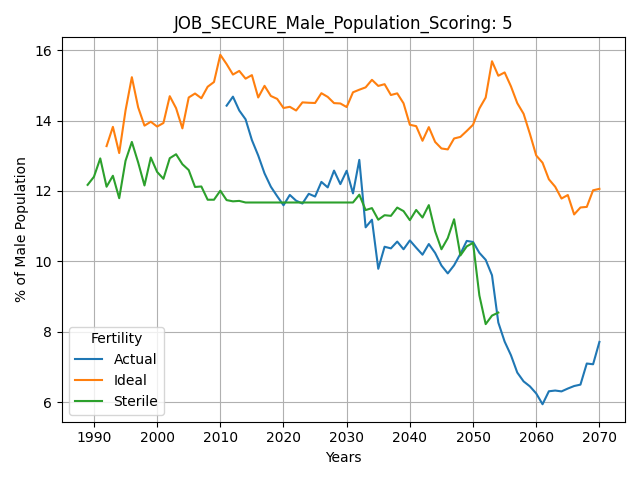 JOB_SECURE_Male_Population_Scoring: 5
% of Male Population
16
14
12
10
8
6
Fertility
Actual
Ideal
Sterile
1990 2000 2010 2020 2030 2040 2050 2060 2070
Years